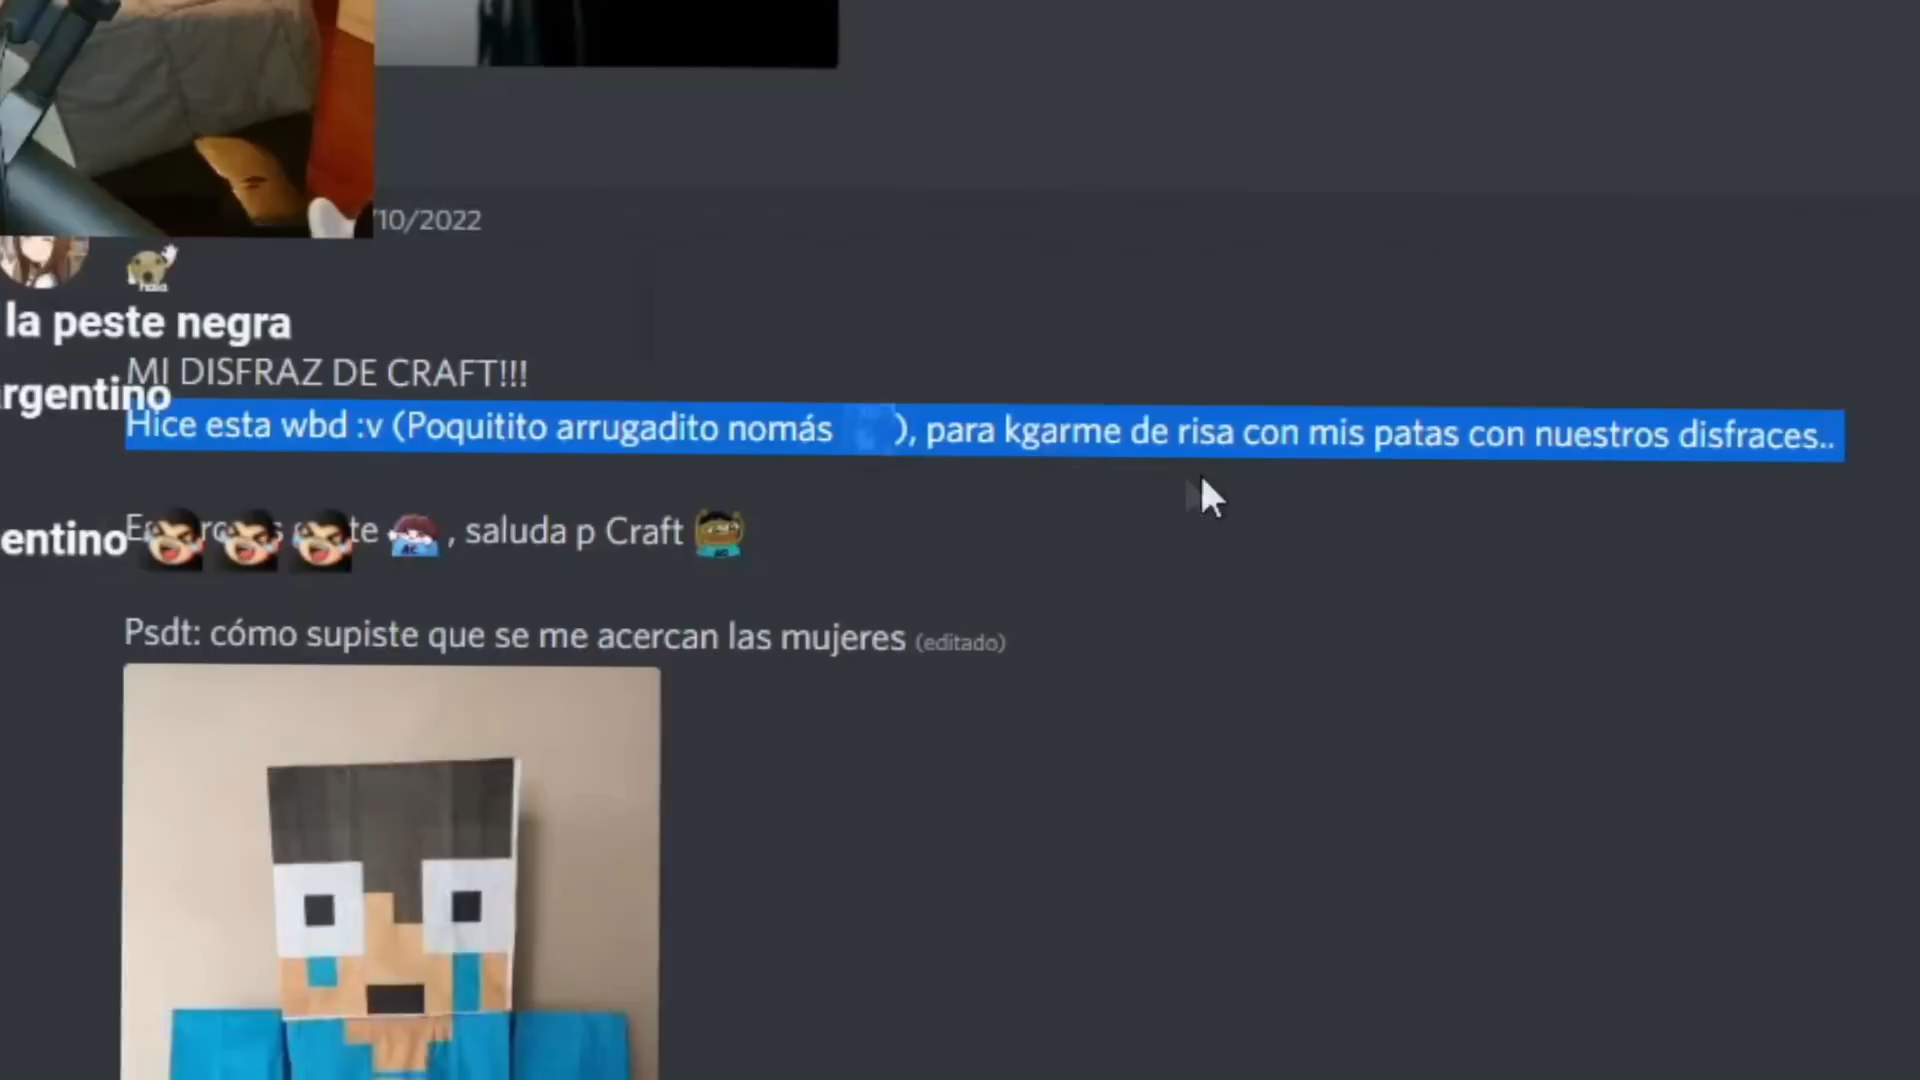 /10/2022
hola
la peste negra
MI DISFRAZ DE CRAFT!!!
rgentino
Hice esta wbd :v (Poquitito arrugadito nomás ), para kgarme de risa con mis patas con nuestros disfraces..
entino
te , saluda p Craft
Psdt: cómo supiste que se me acercan las mujeres (editado)